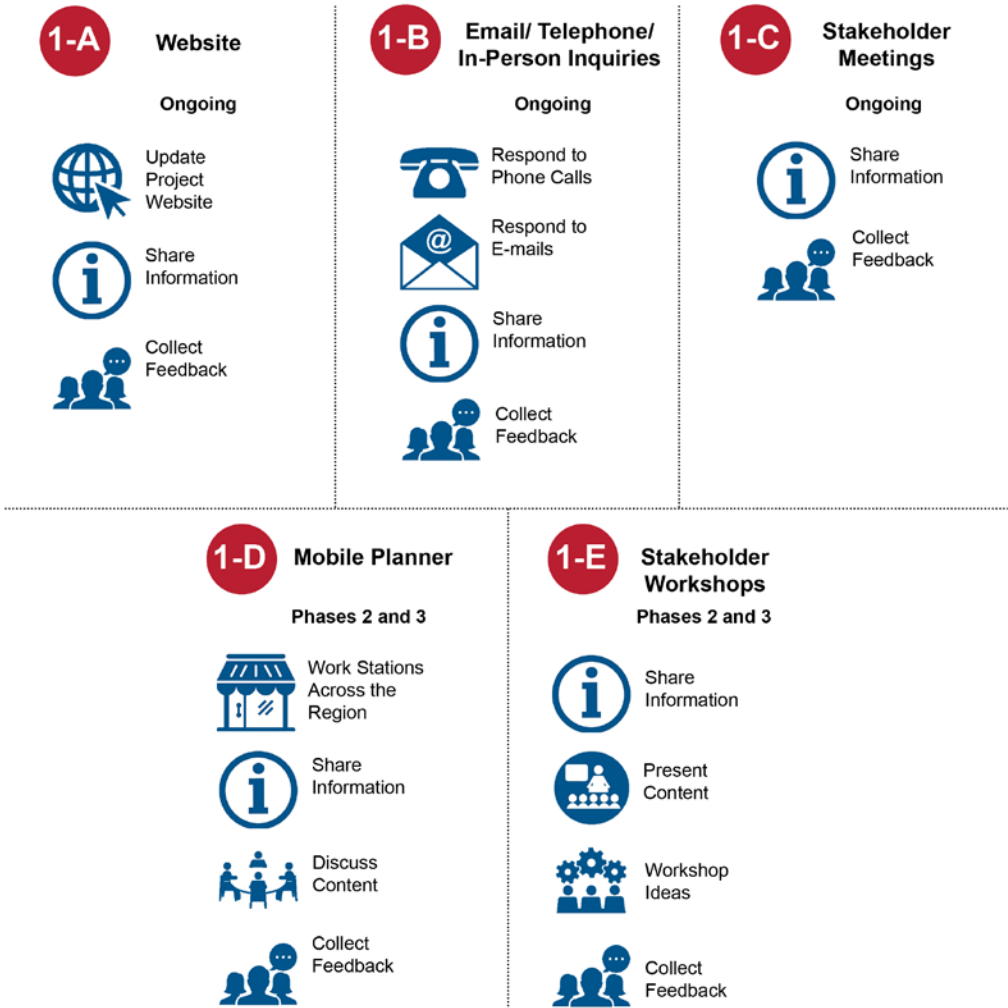 1-A
Website
Ongoing
Update
Project
Website
Share
Information
Collect
Feedback
1-B
Email/ Telephone/
In-Person Inquiries
Ongoing
Respond to
Phone Calls
@
Respond to
E-mails
Share
Information
Collect
Feedback
1-C
Stakeholder
Meetings
Ongoing
Share
Information
Collect
Feedback
1-D
Mobile Planner
Phases 2 and 3
Work Stations
Across the
Region
Share
Information
Discuss
Content
Collect
Feedback
1-E
Stakeholder
Workshops
Phases 2 and 3
Share
Information
Present
Content
Workshop
Ideas
Collect
Feedback